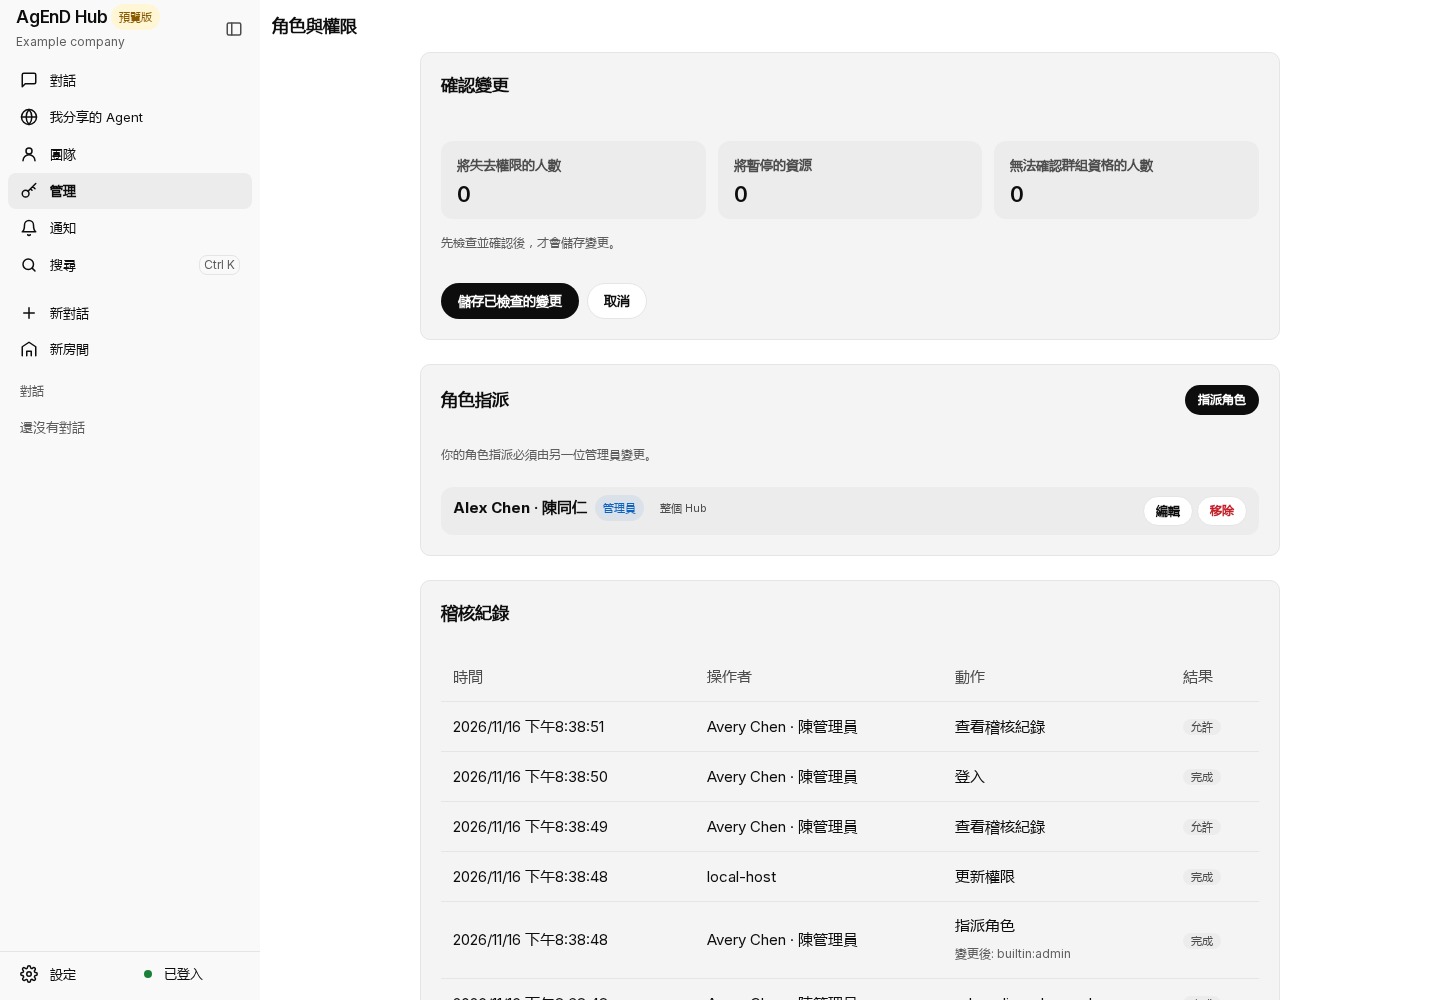 AgEnD Hub 預覽版
Example company
對話
我分享的 Agent
團隊
管理
通知
搜尋 Ctrl K
新對話
新房間
對話
還沒有對話
設定 已登入
角色與權限
確認變更
將失去權限的人數
0
將暫停的資源
0
無法確認群組資格的人數
0
先檢查並確認後，才會儲存變更。
儲存已檢查的變更 取消
角色指派 指派角色
你的角色指派必須由另一位管理員變更。
Alex Chen · 陳同仁 管理員 整個 Hub 編輯 移除
稽核紀錄
時間 操作者 動作 結果
2026/11/16 下午8:38:51 Avery Chen · 陳管理員 查看稽核紀錄 允許
2026/11/16 下午8:38:50 Avery Chen · 陳管理員 登入 完成
2026/11/16 下午8:38:49 Avery Chen · 陳管理員 查看稽核紀錄 允許
2026/11/16 下午8:38:48 local-host 更新權限 完成
2026/11/16 下午8:38:48 Avery Chen · 陳管理員 指派角色 完成
變更後: builtin:admin